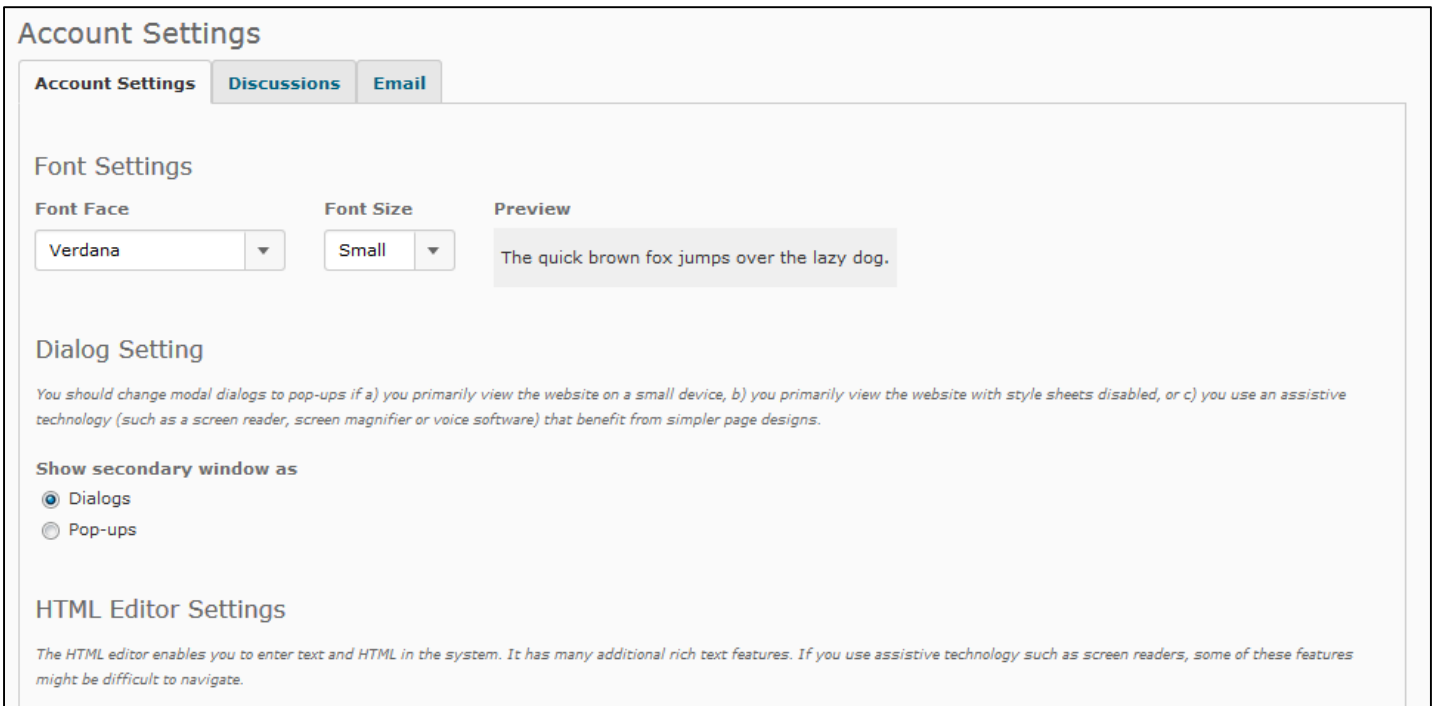 Account Settings
Account Settings Discussions Email
Font Settings
Font Face Font Size Preview
Verdana Small The quick brown fox jumps over the lazy dog.
Dialog Setting
You should change modal dialogs to pop-ups if a) you primarily view the website on a small device, b) you primarily view the website with style sheets disabled, or c) you use an assistive
technology (such as a screen reader, screen magnifier or voice software) that benefit from simpler page designs.
Show secondary window as
Dialogs
Pop-ups
HTML Editor Settings
The HTML editor enables you to enter text and HTML in the system. It has many additional rich text features. If you use assistive technology such as screen readers, some of these features
might be difficult to navigate.